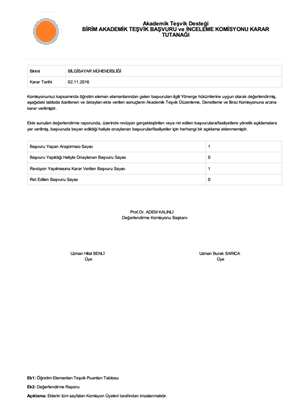 Akademik Teşvik Desteği
BİRİM AKADEMİK TEŞVİK BAŞVURU ve İNCELEME KOMİSYONU KARAR
TUTANAĞI
Birimi BİLGİSAYAR MÜHENDİSLİĞİ
Karar Tarihi 02.11.2016
Komisyonumuz kapsamında öğretim eleman elemanlarından gelen başvuruları ilgili Yönerge hükümlerine uygun olarak değerlendirmiş,
aşağıdaki tabloda özetlenen ve detayları ekte verilen sonuçların Akademik Teşvik Düzenleme, Denetleme ve İtiraz Komisyonuna arzına
karar verilmiştir.
Ekte sunulan değerlendirme raporunda, üzerinde revizyon gerçekleştirilen veya ret edilen başvurulara/faaliyetlere yönelik açıklamalara
yer verilmiş, başvuruda beyan edildiği haliyle onaylanan başvurular/faaliyetler için herhangi bir açıklama eklenmemiştir.
Başvuru Yapan Araştırmacı Sayısı 1
Başvuru Yapıldığı Haliyle Onaylanan Başvuru Sayısı 0
Revizyon Yapılmasına Karar Verilen Başvuru Sayısı 1
Ret Edilen Başvuru Sayısı 0
Prof.Dr. ADEM KALINLI
Değerlendirme Komisyonu Başkanı
Uzman Hilal BENLİ Uzman Burak SARICA
Üye Üye
Ek1: Öğretim Elemanları Teşvik Puanları Tablosu
Ek2: Değerlendirme Raporu
Açıklama: Eklerin tüm sayfaları Komisyon Üyeleri tarafından imzalanmalıdır.